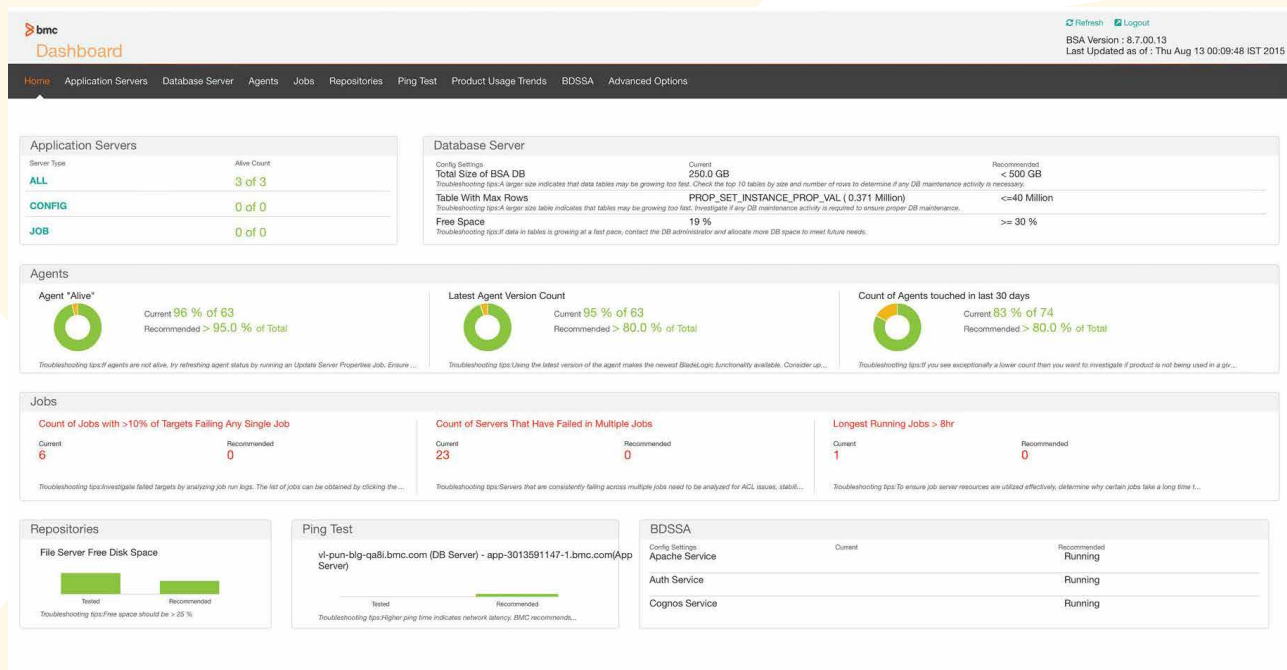 bmc
Dashboard
Refresh Logout
BSA Version : 8.7.00.13
Last Updated as of : Thu Aug 13 00:09:48 IST 2015
Home Application Servers Database Server Agents Jobs Repositories Ping Test Product Usage Trends BDSSA Advanced Options
Application Servers
Server Type Alive Count
ALL 3 of 3
CONFIG 0 of 0
JOB 0 of 0
Database Server
Config Settings Current Recommended
Total Size of BSA DB 250.0 GB < 500 GB
Troubleshooting tips:A larger size indicates that data tables may be growing too fast. Check the top 10 tables by size and number of rows to determine if any DB maintenance activity is necessary.
Table With Max Rows PROP_SET_INSTANCE_PROP_VAL ( 0.371 Million) <=40 Million
Troubleshooting tips:A larger size table indicates that tables may be growing too fast. Investigate if any DB maintenance activity is required to ensure proper DB maintenance.
Free Space 19 % >= 30 %
Troubleshooting tips:If data in tables is growing at a fast pace, contact the DB administrator and allocate more DB space to meet future needs.
Agents
Agent "Alive"
Current 96 % of 63
Recommended > 95.0 % of Total
Troubleshooting tips:If agents are not alive, try refreshing agent status by running an Update Server Properties Job. Ensure ...
Latest Agent Version Count
Current 95 % of 63
Recommended > 80.0 % of Total
Troubleshooting tips:Using the latest version of the agent makes the newest BladeLogic functionality available. Consider up...
Count of Agents touched in last 30 days
Current 83 % of 74
Recommended > 80.0 % of Total
Troubleshooting tips:If you see exceptionally a lower count then you want to investigate if product is not being used in a giv...
Jobs
Count of Jobs with >10% of Targets Failing Any Single Job
Current Recommended
6 0
Troubleshooting tips:Investigate failed targets by analyzing job run logs. The list of jobs can be obtained by clicking the ...
Count of Servers That Have Failed in Multiple Jobs
Current Recommended
23 0
Troubleshooting tips:Servers that are consistently failing across multiple jobs need to be analyzed for ACL issues, stabili...
Longest Running Jobs > 8hr
Current Recommended
1 0
Troubleshooting tips:To ensure job server resources are utilized effectively, determine why certain jobs take a long time t...
Repositories
File Server Free Disk Space
Tested Recommended
Troubleshooting tips:Free space should be > 25 %
Ping Test
vl-pun-blg-qa8i.bmc.com (DB Server) - app-3013591147-1.bmc.com(App
Server)
Tested Recommended
Troubleshooting tips:Higher ping time indicates network latency. BMC recommends...
BDSSA
Config Settings Current Recommended
Apache Service Running
Auth Service Running
Cognos Service Running